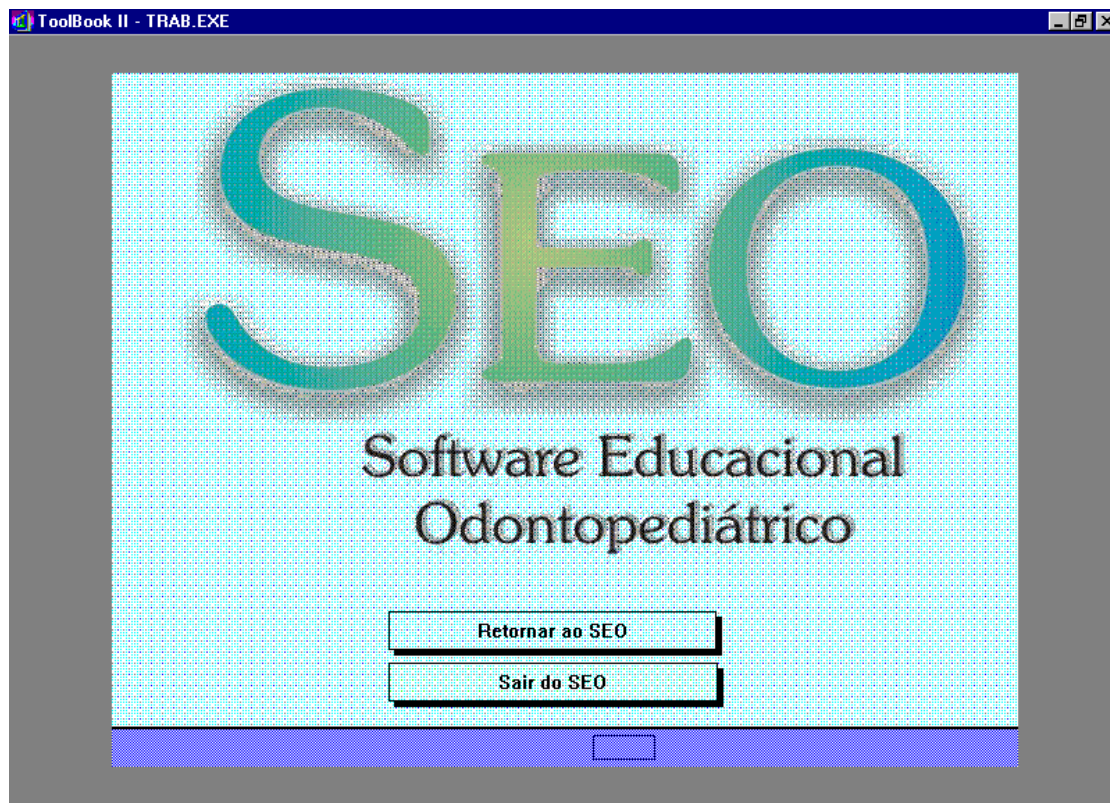 ToolBook II - TRAB.EXE
SEO
Software Educacional
Odontopediátrico
Retornar ao SEO
Sair do SEO